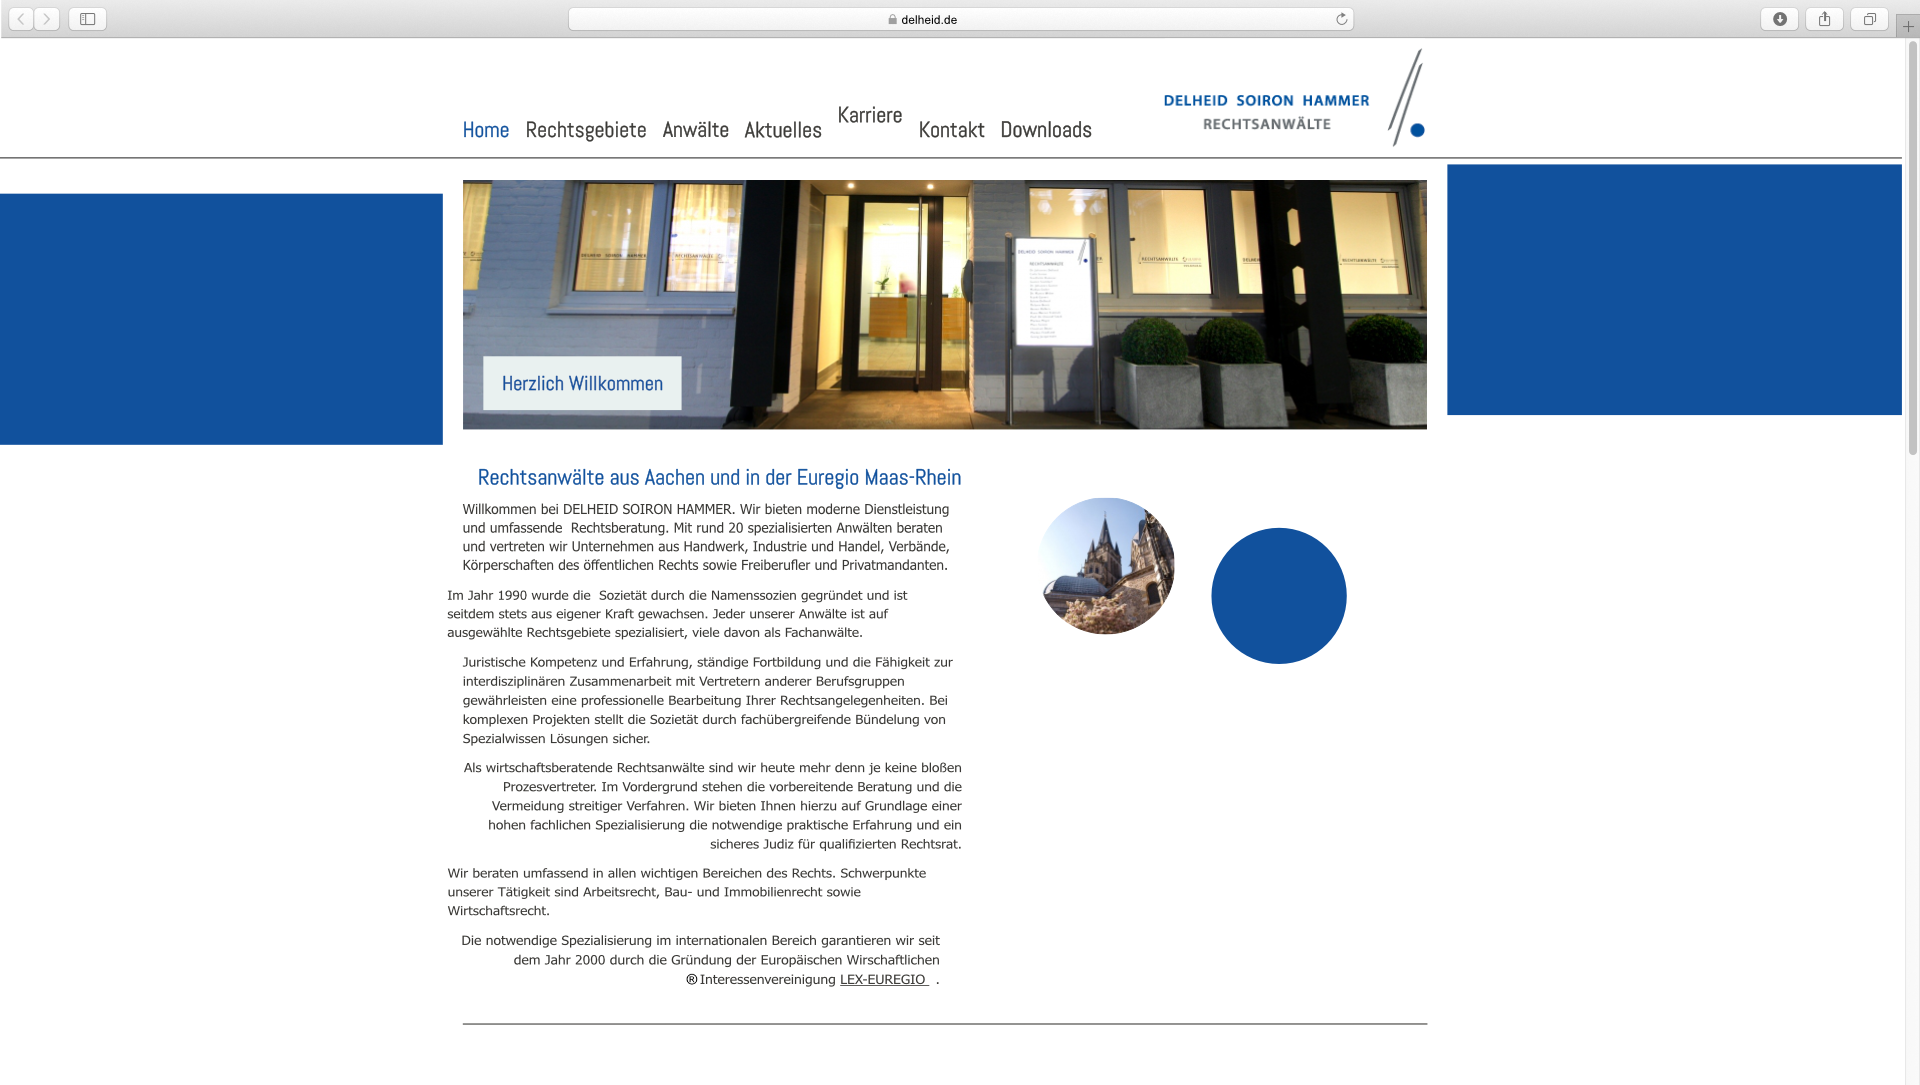 delheid.de
Home Rechtsgebiete Anwälte Aktuelles Karriere Kontakt Downloads
DELHEID SOIRON HAMMER
RECHTSANWÄLTE
DELHEID SOIRON HAMMER
RECHTSANWÄLTE
DELHEID SOIRON HAMMER
RECHTSANWÄLTE
RECHTSANWÄLTE
RECHTSANWÄLTE
Herzlich Willkommen
Rechtsanwälte aus Aachen und in der Euregio Maas-Rhein
Willkommen bei DELHEID SOIRON HAMMER. Wir bieten moderne Dienstleistung
und umfassende Rechtsberatung. Mit rund 20 spezialisierten Anwälten beraten
und vertreten wir Unternehmen aus Handwerk, Industrie und Handel, Verbände,
Körperschaften des öffentlichen Rechts sowie Freiberufler und Privatmandanten.
Im Jahr 1990 wurde die Sozietät durch die Namenssozien gegründet und ist
seitdem stets aus eigener Kraft gewachsen. Jeder unserer Anwälte ist auf
ausgewählte Rechtsgebiete spezialisiert, viele davon als Fachanwälte.
Juristische Kompetenz und Erfahrung, ständige Fortbildung und die Fähigkeit zur
interdisziplinären Zusammenarbeit mit Vertretern anderer Berufsgruppen
gewährleisten eine professionelle Bearbeitung Ihrer Rechtsangelegenheiten. Bei
komplexen Projekten stellt die Sozietät durch fachübergreifende Bündelung von
Spezialwissen Lösungen sicher.
Als wirtschaftsberatende Rechtsanwälte sind wir heute mehr denn je keine bloßen
Prozesvertreter. Im Vordergrund stehen die vorbereitende Beratung und die
Vermeidung streitiger Verfahren. Wir bieten Ihnen hierzu auf Grundlage einer
hohen fachlichen Spezialisierung die notwendige praktische Erfahrung und ein
sicheres Judiz für qualifizierten Rechtsrat.
Wir beraten umfassend in allen wichtigen Bereichen des Rechts. Schwerpunkte
unserer Tätigkeit sind Arbeitsrecht, Bau- und Immobilienrecht sowie
Wirtschaftsrecht.
Die notwendige Spezialisierung im internationalen Bereich garantieren wir seit
dem Jahr 2000 durch die Gründung der Europäischen Wirschaftlichen
®Interessenvereinigung LEX-EUREGIO .